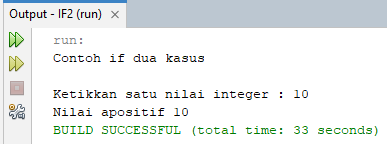 Output - IF2 (run) ×
run:
Contoh if dua kasus
Ketikkan satu nilai integer : 10
Nilai apositif 10
BUILD SUCCESSFUL (total time: 33 seconds)